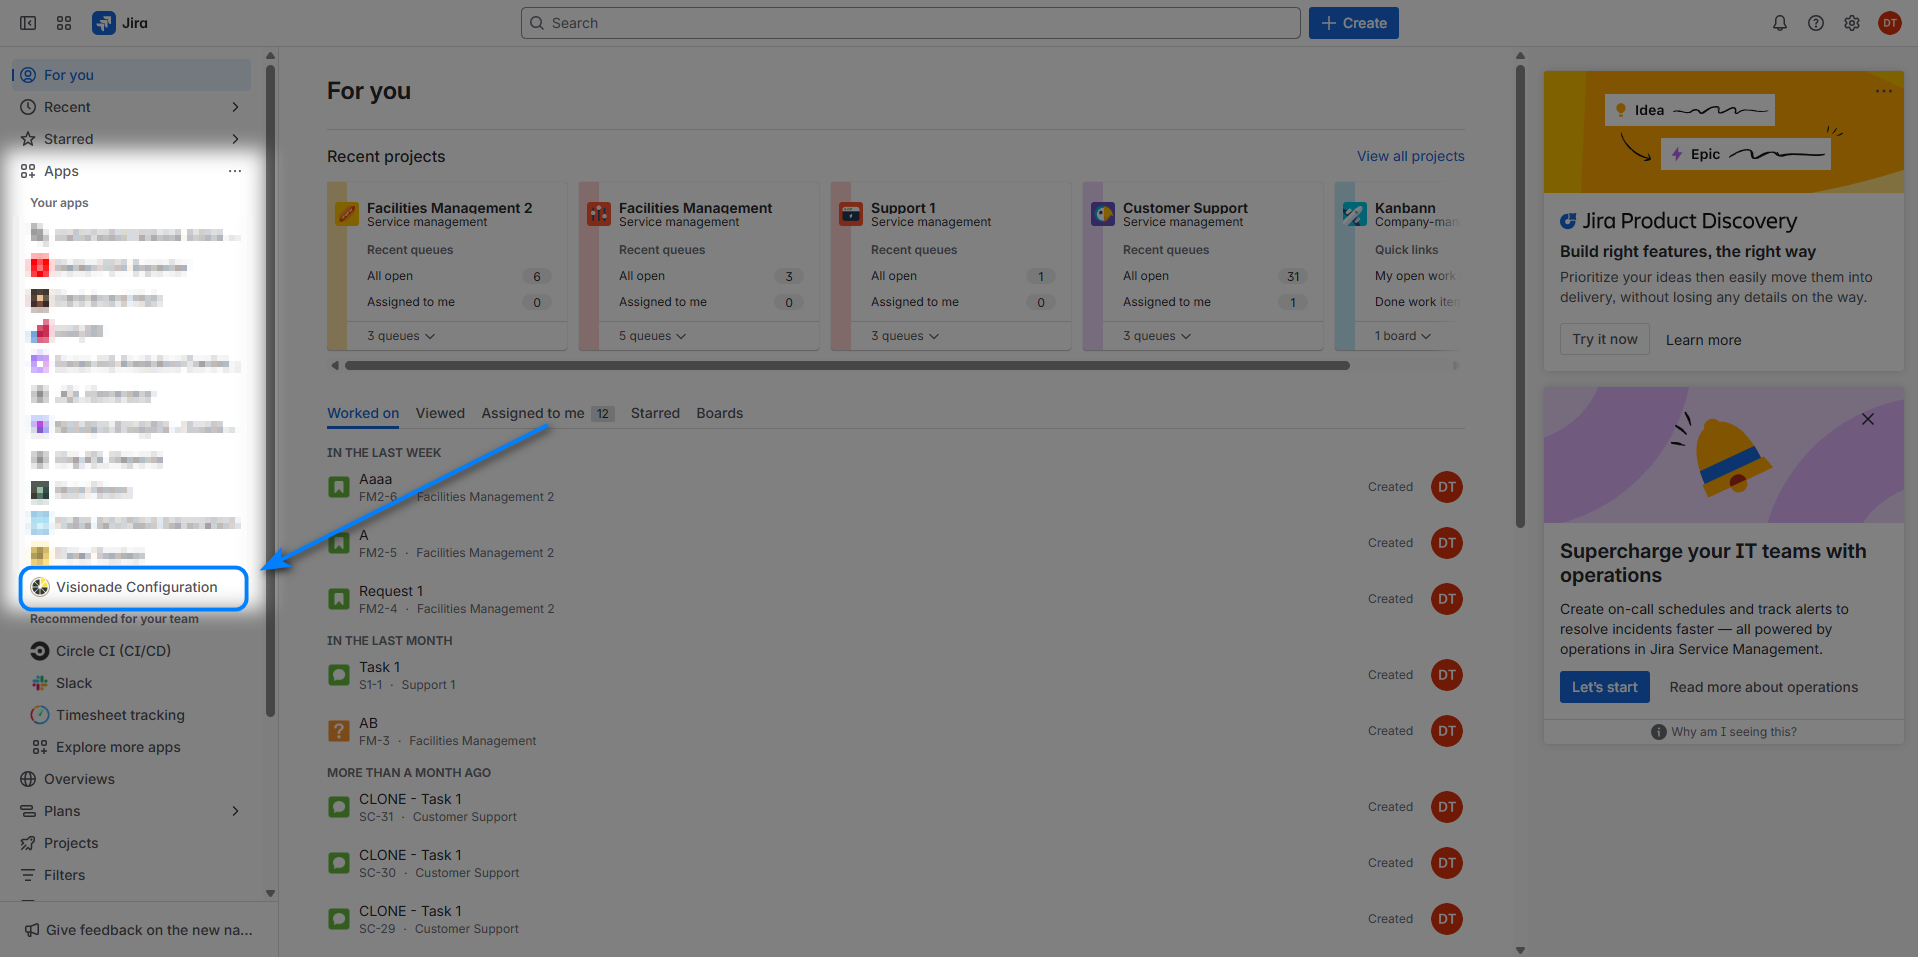 Jira
Search
Create
DT
For you
Recent
Starred
Apps
Your apps
Visionade Configuration
Recommended for your team
Circle CI (CI/CD)
Slack
Timesheet tracking
Explore more apps
Overviews
Plans
Projects
Filters
Give feedback on the new na...
For you
Recent projects
View all projects
Facilities Management 2
Service management
Recent queues
All open 6
Assigned to me 0
3 queues
Facilities Management
Service management
Recent queues
All open 3
Assigned to me 0
5 queues
Support 1
Service management
Recent queues
All open 1
Assigned to me 0
3 queues
Customer Support
Service management
Recent queues
All open 31
Assigned to me 1
3 queues
Kanbann
Company-man
Quick links
My open work
Done work iten
1 board
Worked on Viewed Assigned to me 12 Starred Boards
IN THE LAST WEEK
Aaaa
FM2-6 · Facilities Management 2
Created DT
A
FM2-5 · Facilities Management 2
Created DT
Request 1
FM2-4 · Facilities Management 2
Created DT
IN THE LAST MONTH
Task 1
S1-1 · Support 1
Created DT
AB
FM-3 · Facilities Management
Created DT
MORE THAN A MONTH AGO
CLONE - Task 1
SC-31 · Customer Support
Created DT
CLONE - Task 1
SC-30 · Customer Support
Created DT
CLONE - Task 1
SC-29 · Customer Support
Created DT
Idea
Epic
Jira Product Discovery
Build right features, the right way
Prioritize your ideas then easily move them into
delivery, without losing any details on the way.
Try it now Learn more
Supercharge your IT teams with
operations
Create on-call schedules and track alerts to
resolve incidents faster — all powered by
operations in Jira Service Management.
Let's start Read more about operations
Why am I seeing this?